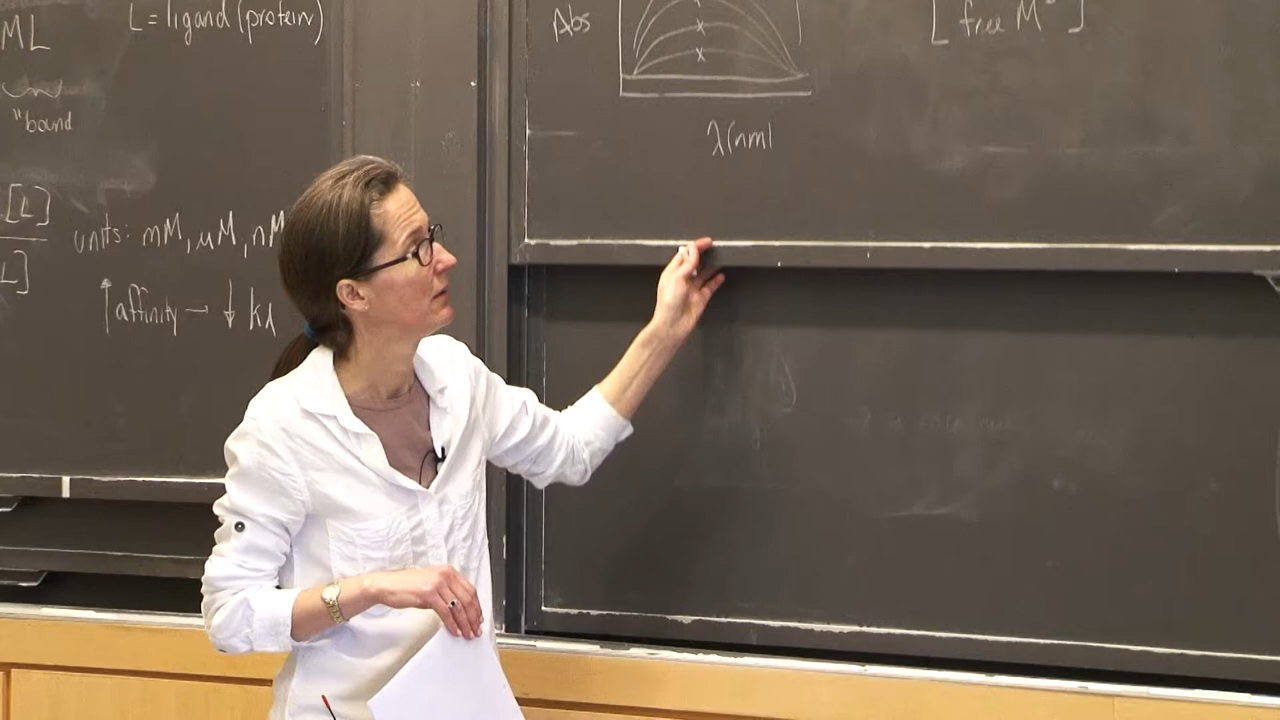 ML
L = ligand (protein)
"bound
[L]
L]
units: mM, μM, nM
↑affinity → ↓ kd
Abs
x
x
λ(nm)
[free M